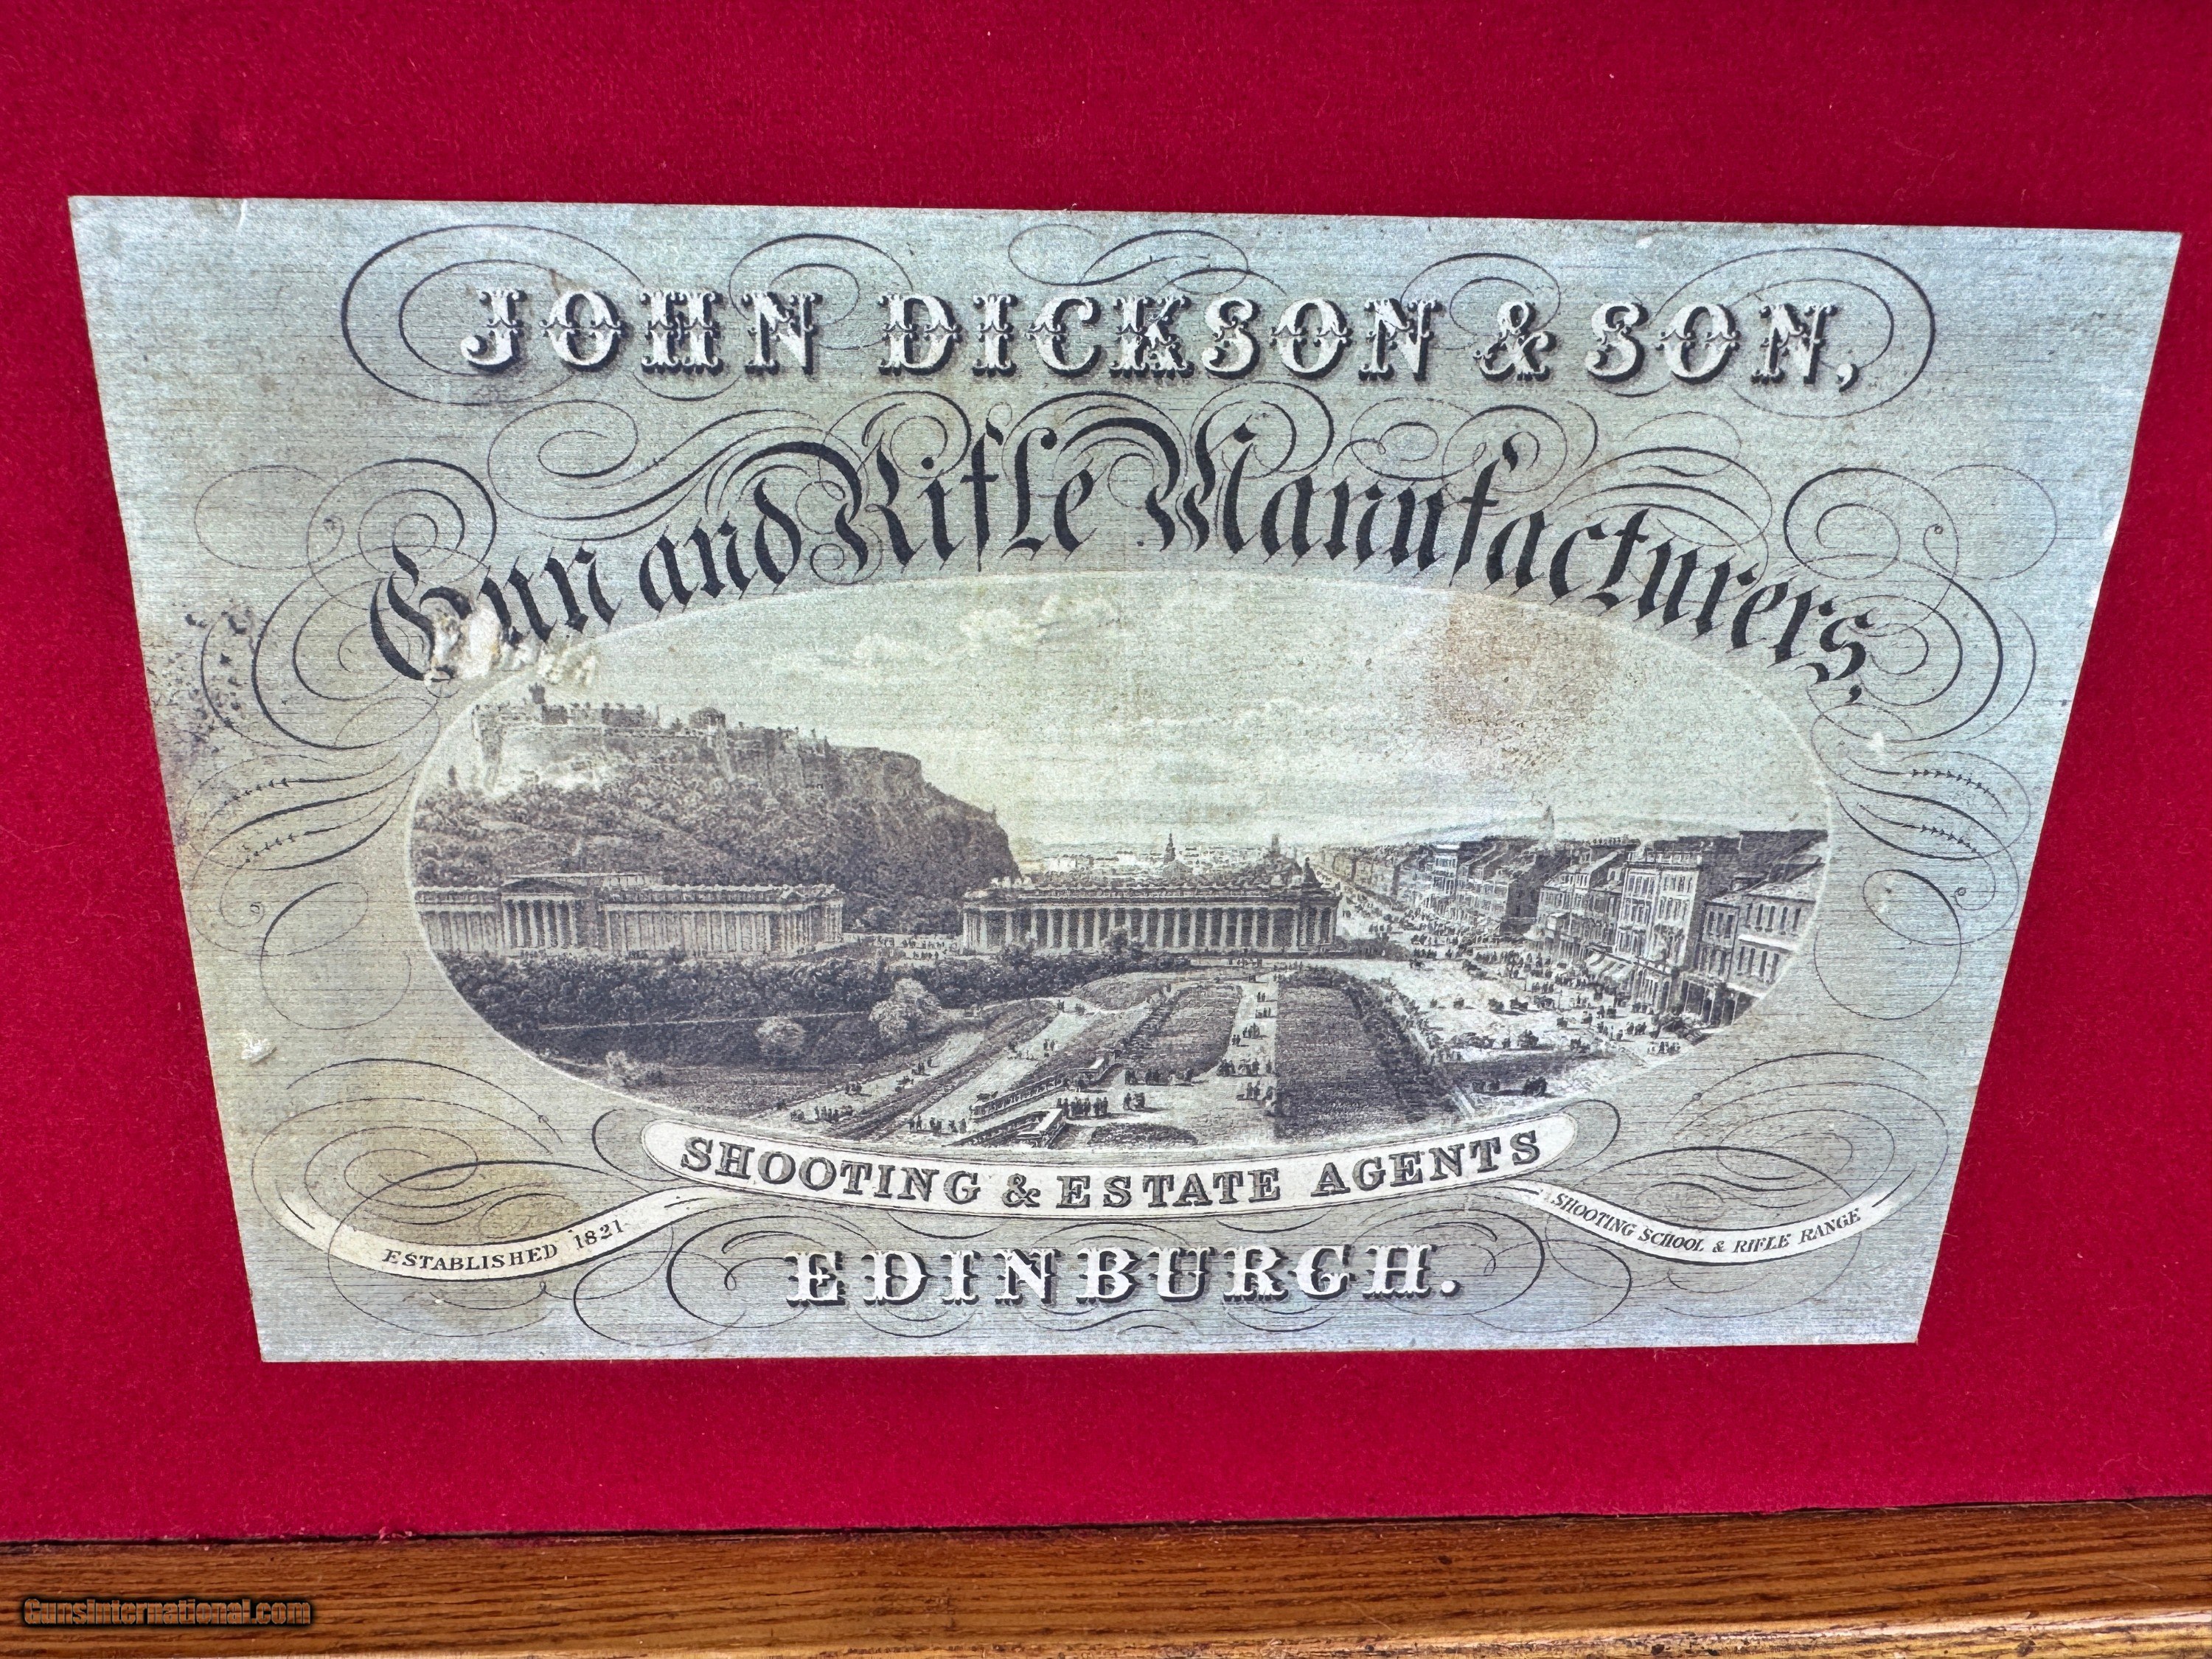 JOHN DICKSON & SON,
Gun and Rifle Manufacturers,
SHOOTING & ESTATE AGENTS
ESTABLISHED 1821
SHOOTING SCHOOL & RIFLE RANGE
EDINBURGH.
GunsInternational.com